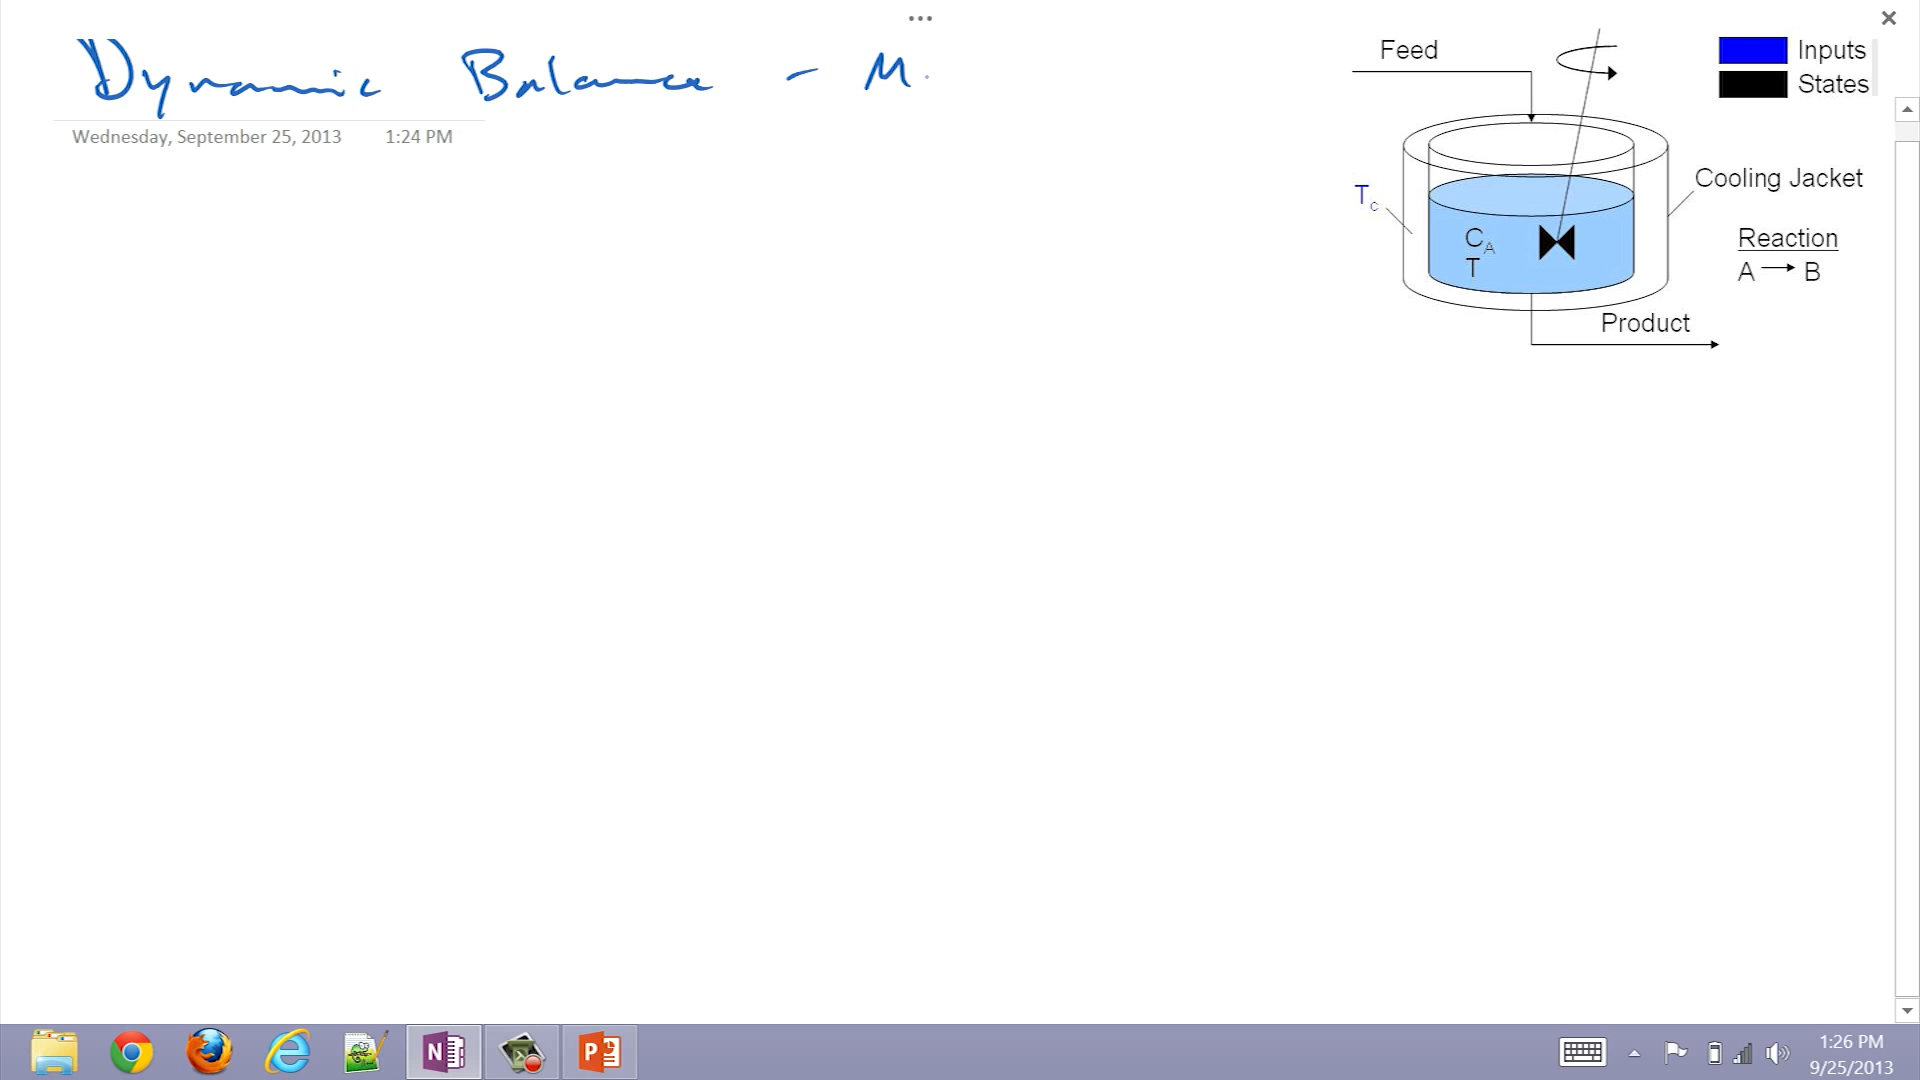 Dynamic Balance - M
Wednesday, September 25, 2013 1:24 PM
Feed
Inputs
States
Cooling Jacket
Tc
CA
T
Reaction
A → B
Product
1:26 PM
9/25/2013